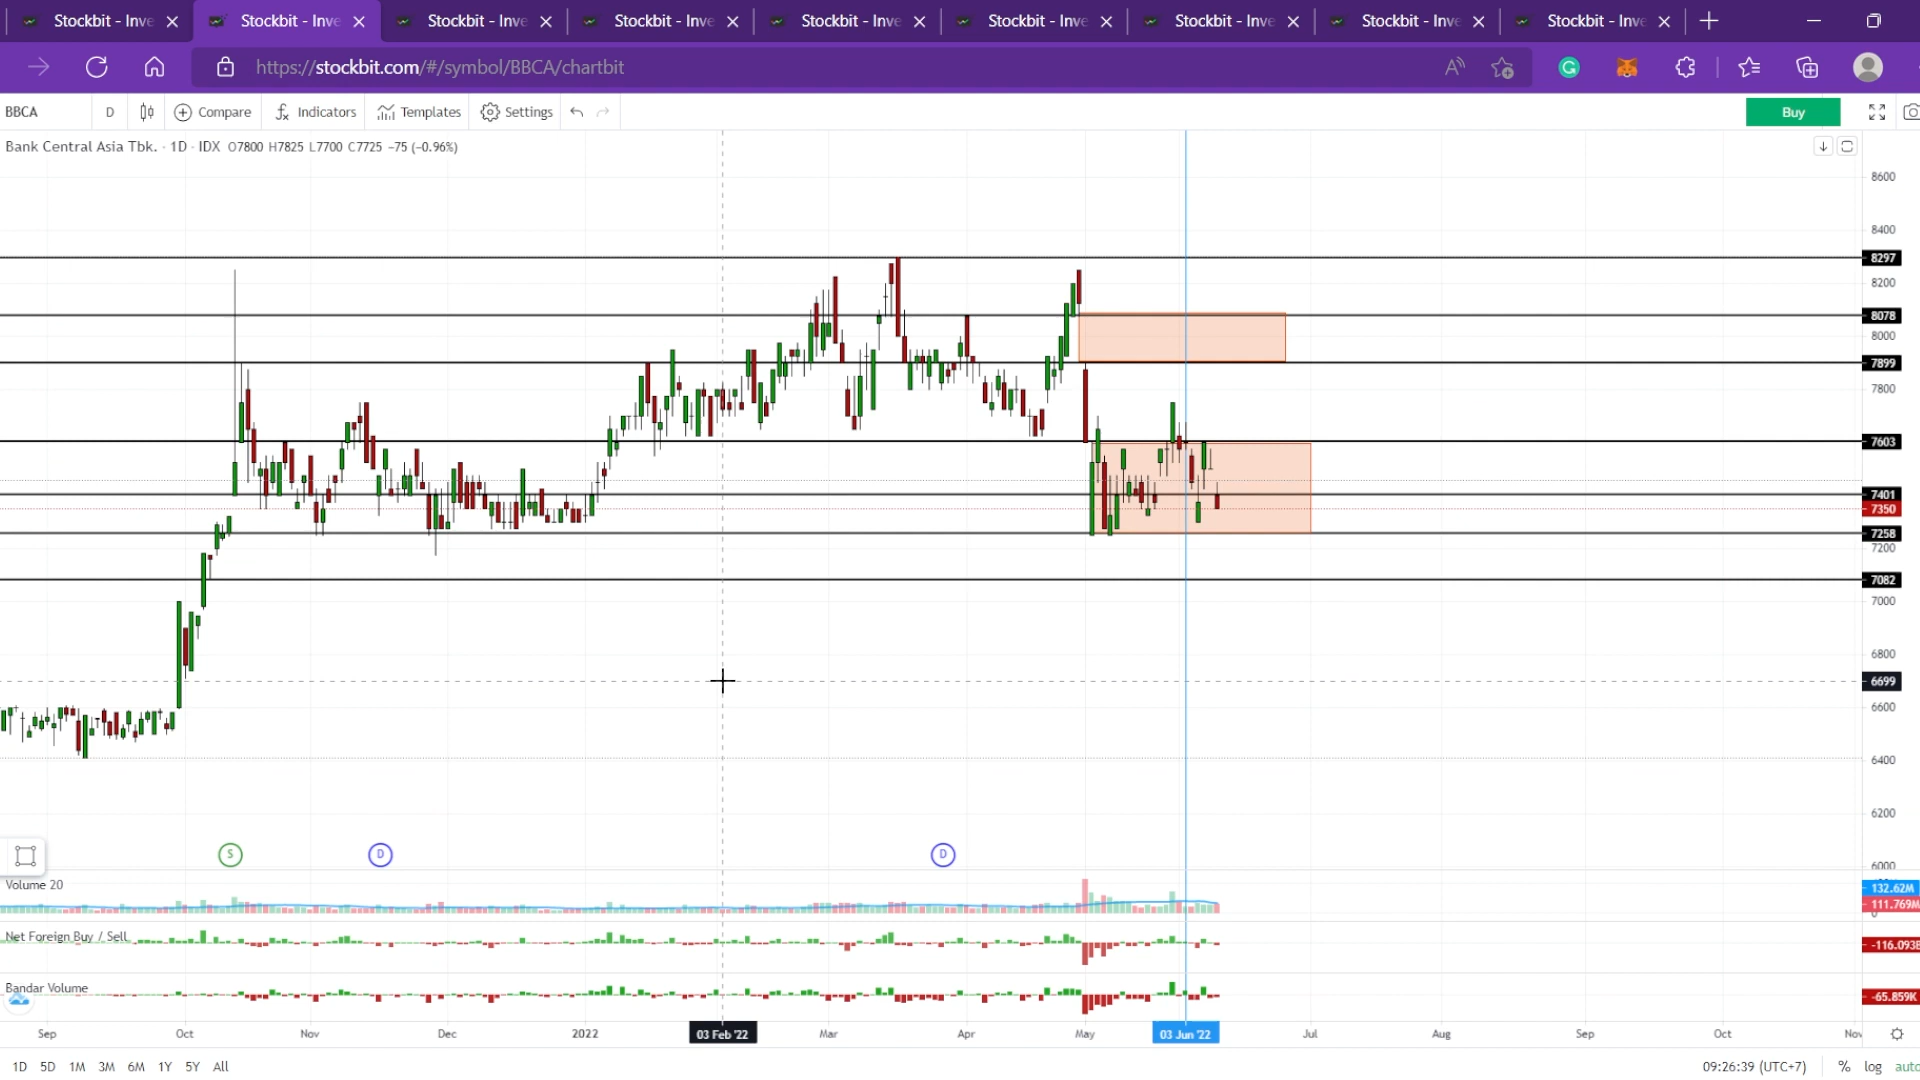 Stockbit - Inve Stockbit - Inve Stockbit - Inve Stockbit - Inve Stockbit - Inve Stockbit - Inve Stockbit - Inve Stockbit - Inve Stockbit - Inve
https://stockbit.com/#/symbol/BBCA/chartbit
BBCA D Compare Indicators Templates Settings Buy
Bank Central Asia Tbk. · 1D · IDX O7800 H7825 L7700 C7725 −75 (−0.96%)
8600
8400
8297
8200
8078
8000
7899
7800
7603
7401
7350
7258
7200
7082
7000
6800
6699
6600
6400
6200
S D D
6000
Volume 20
132.62M
111.769M
0
Net Foreign Buy / Sell
-116.093B
Bandar Volume
-65.859K
Sep Oct Nov Dec 2022 03 Feb '22 Mar Apr May 03 Jun '22 Jul Aug Sep Oct Nov
1D 5D 1M 3M 6M 1Y 5Y All 09:26:39 (UTC+7) % log auto